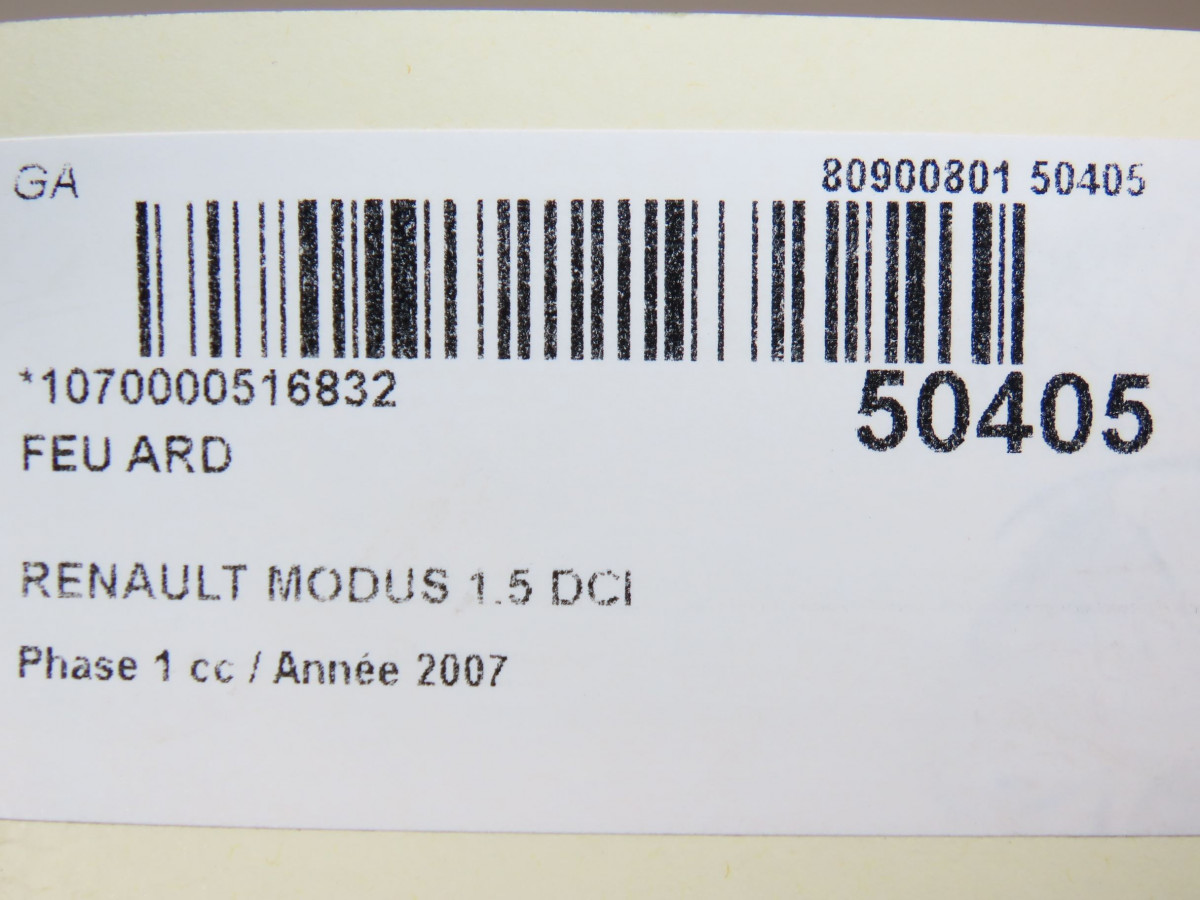 GA
80900801 50405
*1070000516832
50405
FEU ARD
RENAULT MODUS 1.5 DCI
Phase 1 cc / Année 2007